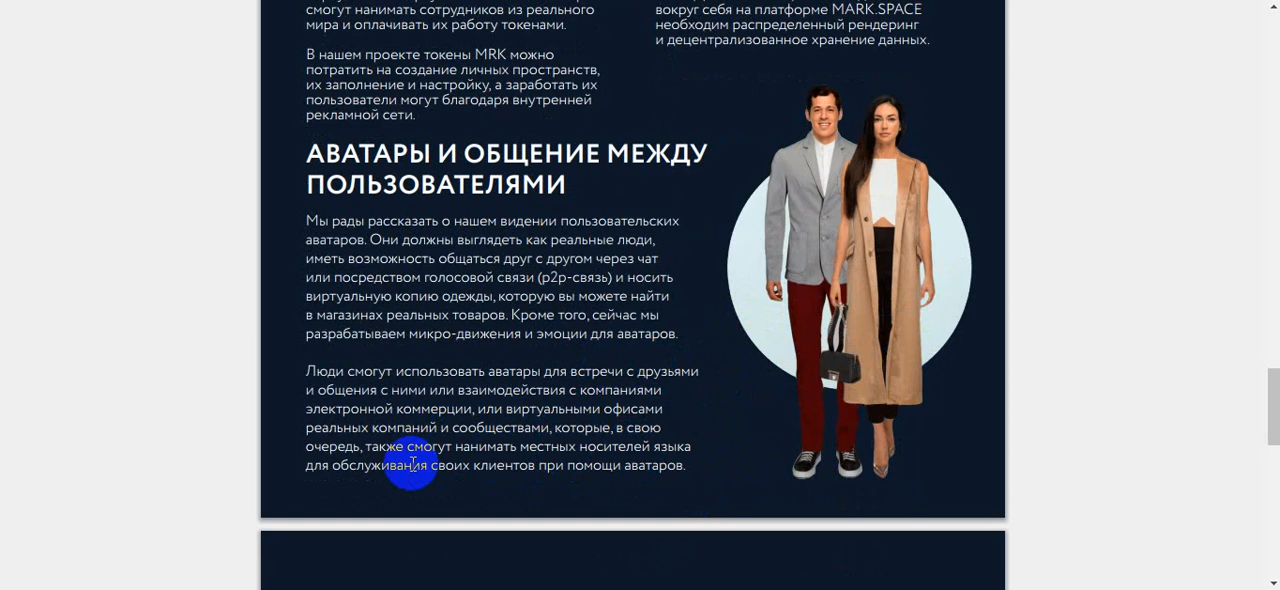 смогут нанимать сотрудников из реального
мира и оплачивать их работу токенами.
В нашем проекте токены MRK можно
потратить на создание личных пространств,
их заполнение и настройку, а заработать их
пользователи могут благодаря внутренней
рекламной сети.
вокруг себя на платформе MARK.SPACE
необходим распределенный рендеринг
и децентрализованное хранение данных.
АВАТАРЫ И ОБЩЕНИЕ МЕЖДУ
ПОЛЬЗОВАТЕЛЯМИ
Мы рады рассказать о нашем видении пользовательских
аватаров. Они должны выглядеть как реальные люди,
иметь возможность общаться друг с другом через чат
или посредством голосовой связи (p2p-связь) и носить
виртуальную копию одежды, которую вы можете найти
в магазинах реальных товаров. Кроме того, сейчас мы
разрабатываем микро-движения и эмоции для аватаров.
Люди смогут использовать аватары для встречи с друзьями
и общения с ними или взаимодействия с компаниями
электронной коммерции, или виртуальными офисами
реальных компаний и сообществами, которые, в свою
очередь, также смогут нанимать местных носителей языка
для обслуживания своих клиентов при помощи аватаров.